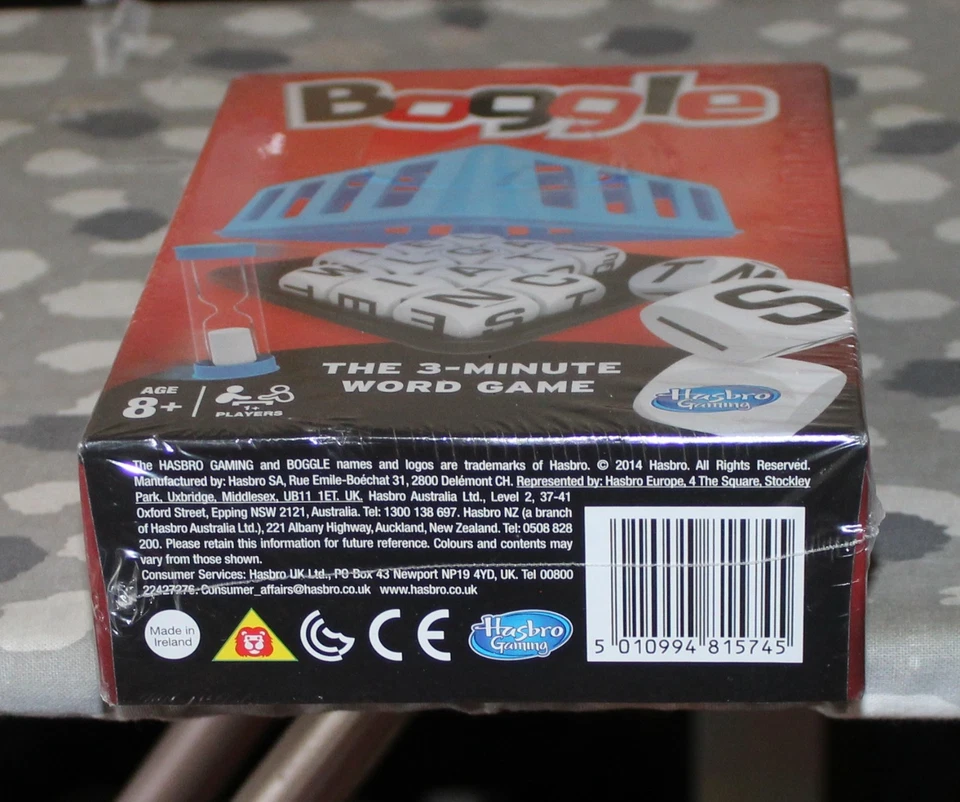 Boggle
THE 3-MINUTE
WORD GAME
AGE
8+
1+
PLAYERS
Hasbro
Gaming
The HASBRO GAMING and BOGGLE names and logos are trademarks of Hasbro. © 2014 Hasbro. All Rights Reserved.
Manufactured by: Hasbro SA, Rue Emile-Boéchat 31, 2800 Delémont CH. Represented by: Hasbro Europe, 4 The Square, Stockley
Park, Uxbridge, Middlesex, UB11 1ET. UK. Hasbro Australia Ltd., Level 2, 37-41
Oxford Street, Epping NSW 2121, Australia. Tel: 1300 138 697. Hasbro NZ (a branch
of Hasbro Australia Ltd.), 221 Albany Highway, Auckland, New Zealand. Tel: 0508 828
200. Please retain this information for future reference. Colours and contents may
vary from those shown.
Consumer Services: Hasbro UK Ltd., PO Box 43 Newport NP19 4YD, UK. Tel 00800
22427276. Consumer_affairs@hasbro.co.uk www.hasbro.co.uk
Made in
Ireland
CE
Hasbro
Gaming
5 010994 815745